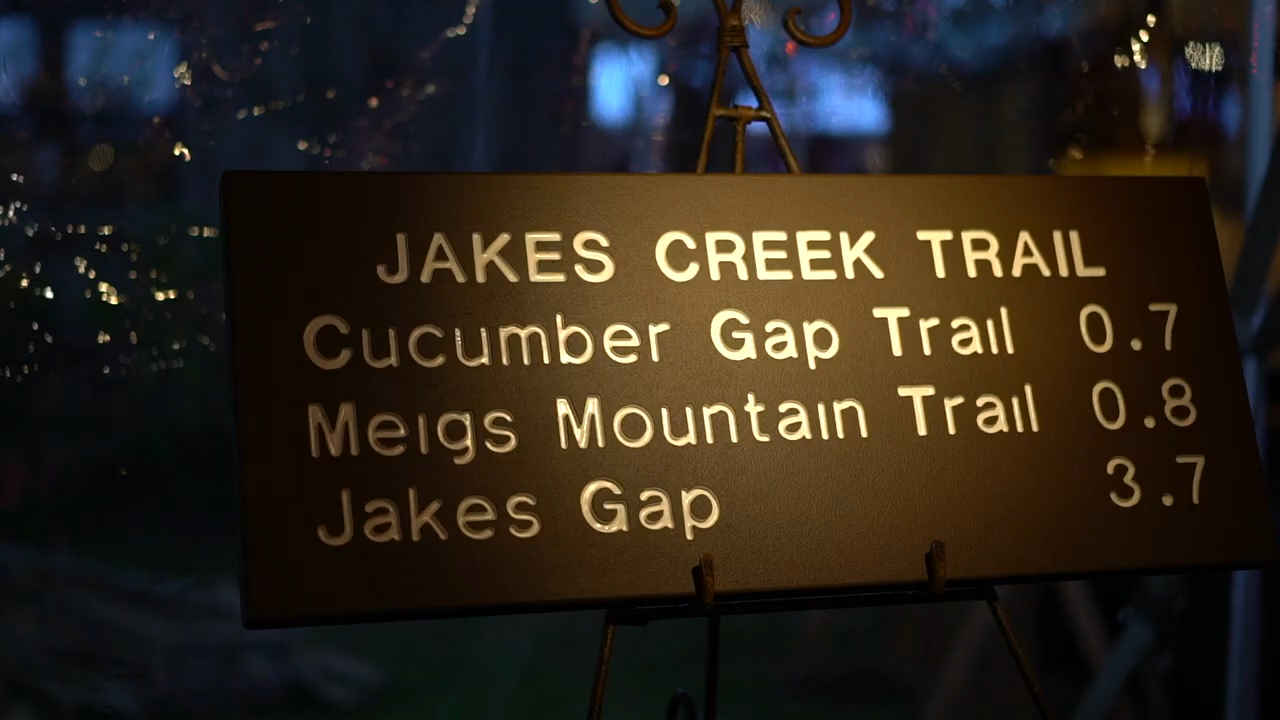 JAKES CREEK TRAIL
Cucumber Gap Trail 0.7
Meigs Mountain Trail 0.8
Jakes Gap 3.7